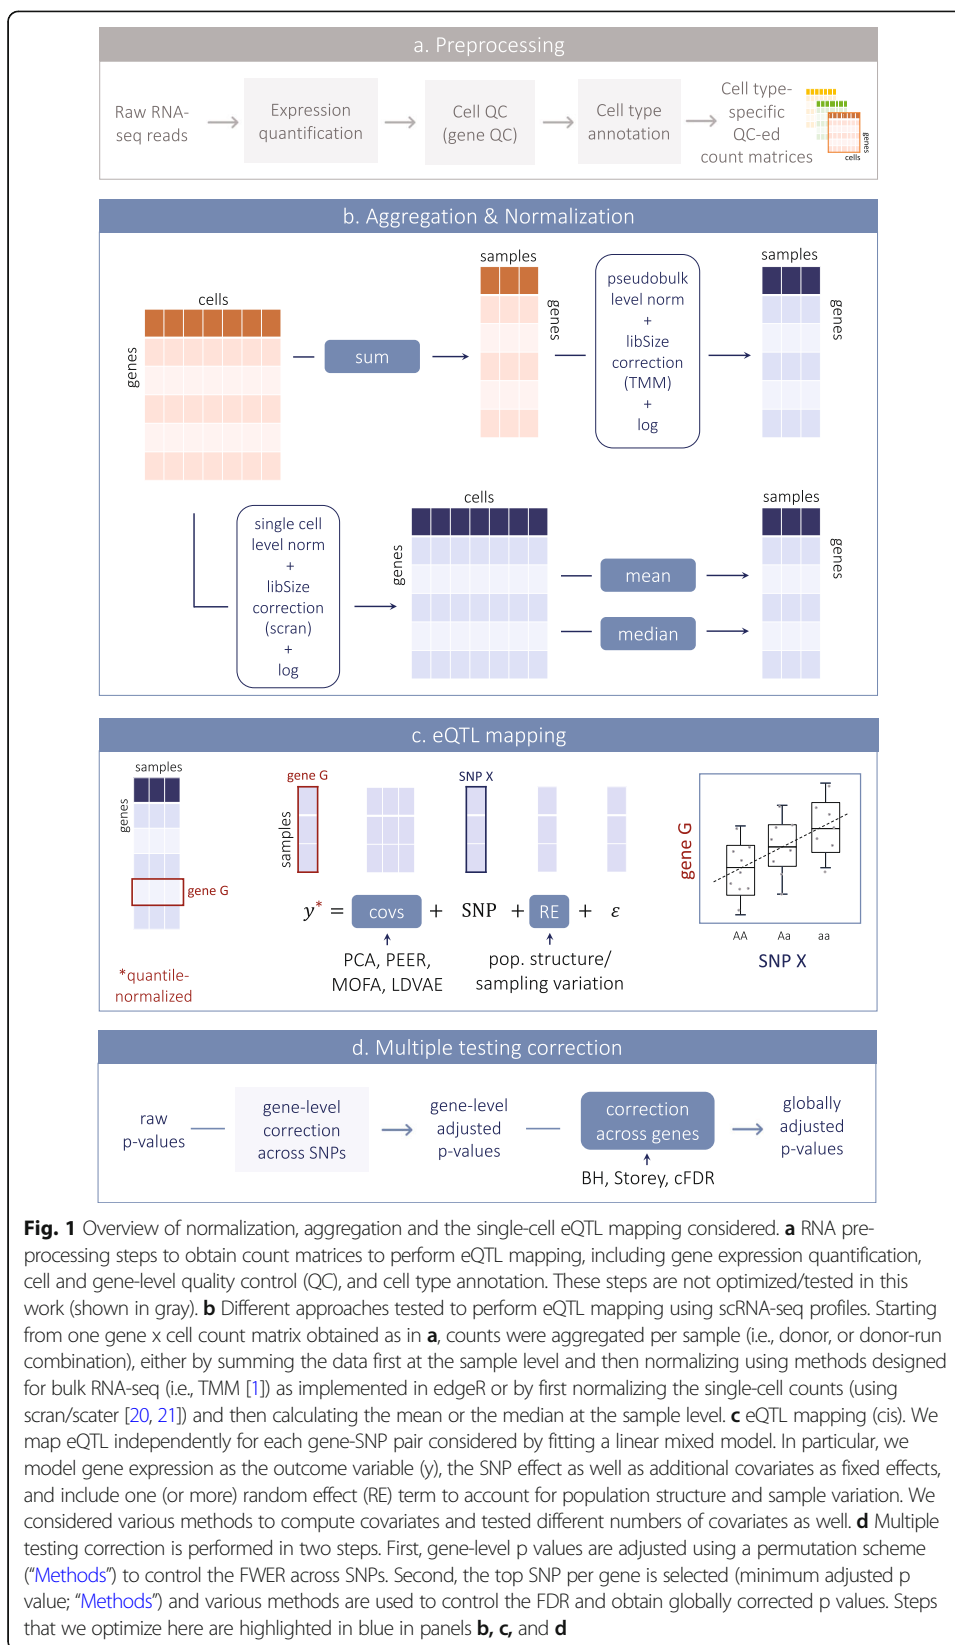 a. Preprocessing
Raw RNA-
seq reads
Expression
quantification
Cell QC
(gene QC)
Cell type
annotation
Cell type-
specific
QC-ed
count matrices
genes
cells
b. Aggregation & Normalization
cells
genes
sum
samples
genes
pseudobulk
level norm
+
libSize
correction
(TMM)
+
log
samples
genes
single cell
level norm
+
libSize
correction
(scran)
+
log
cells
genes
mean
median
samples
genes
c. eQTL mapping
samples
genes
gene G
*quantile-
normalized
gene G
samples
SNP X
y* = covs + SNP + RE + ε
PCA, PEER,
MOFA, LDVAE
pop. structure/
sampling variation
gene G
AA Aa aa
SNP X
d. Multiple testing correction
raw
p-values
gene-level
correction
across SNPs
gene-level
adjusted
p-values
correction
across genes
BH, Storey, cFDR
globally
adjusted
p-values
Fig. 1 Overview of normalization, aggregation and the single-cell eQTL mapping considered. a RNA pre-
processing steps to obtain count matrices to perform eQTL mapping, including gene expression quantification,
cell and gene-level quality control (QC), and cell type annotation. These steps are not optimized/tested in this
work (shown in gray). b Different approaches tested to perform eQTL mapping using scRNA-seq profiles. Starting
from one gene x cell count matrix obtained as in a, counts were aggregated per sample (i.e., donor, or donor-run
combination), either by summing the data first at the sample level and then normalizing using methods designed
for bulk RNA-seq (i.e., TMM [1]) as implemented in edgeR or by first normalizing the single-cell counts (using
scran/scater [20, 21]) and then calculating the mean or the median at the sample level. c eQTL mapping (cis). We
map eQTL independently for each gene-SNP pair considered by fitting a linear mixed model. In particular, we
model gene expression as the outcome variable (y), the SNP effect as well as additional covariates as fixed effects,
and include one (or more) random effect (RE) term to account for population structure and sample variation. We
considered various methods to compute covariates and tested different numbers of covariates as well. d Multiple
testing correction is performed in two steps. First, gene-level p values are adjusted using a permutation scheme
(“Methods”) to control the FWER across SNPs. Second, the top SNP per gene is selected (minimum adjusted p
value; “Methods”) and various methods are used to control the FDR and obtain globally corrected p values. Steps
that we optimize here are highlighted in blue in panels b, c, and d